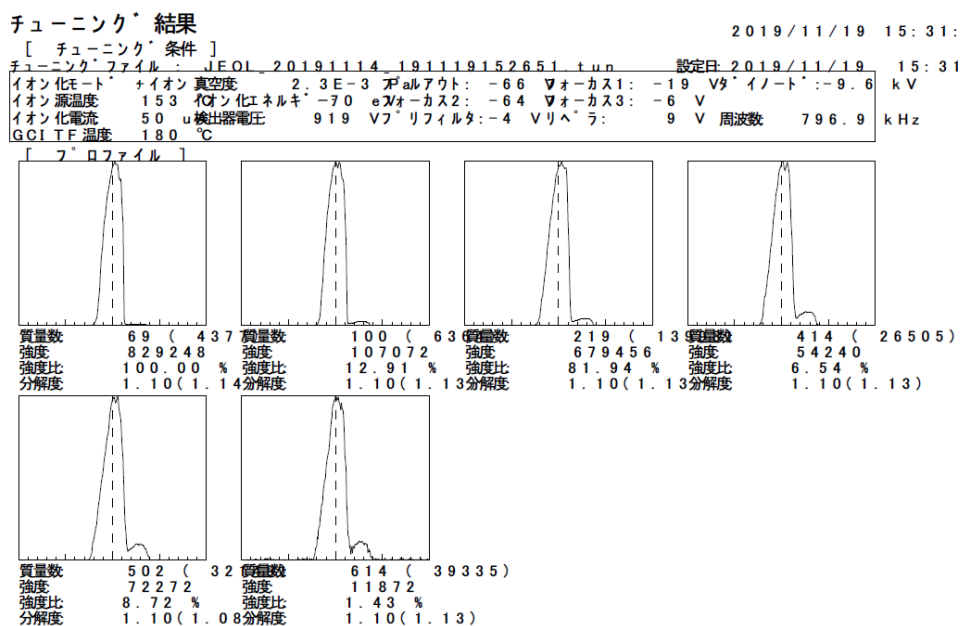 チューニング゛ 結果
2019/11/19 15:31:
[ チューニング゛条件 ]
チューニング゛ファイル : JEOL_20191114_191119152651.tun 設定日: 2019/11/19 15:31
イオン化モード゛ +イオン 真空度: 2.3E-3 Pa プルアウト: -66 V フォーカス1: -19 V ダイノード゛:-9.6 kV
イオン源温度: 153 ℃ イオン化エネルギ゛-70 eV フォーカス2: -64 V フォーカス3: -6 V
イオン化電流: 50 u 検出器電圧: 919 V フ゜リフィルタ:-4 V リヘ゜ラ: 9 V 周波数: 796.9 kHz
GCITF温度: 180 ℃
[ フ゜ロファイル ]
質量数: 69 ( 437 質量数: 100 ( 636 質量数: 219 ( 139 質量数: 414 ( 26505)
強度: 829248 強度: 107072 強度: 679456 強度: 54240
強度比: 100.00 % 強度比: 12.91 % 強度比: 81.94 % 強度比: 6.54 %
分解度: 1.10(1.14 分解度: 1.10(1.13 分解度: 1.10(1.13 分解度: 1.10(1.13)
質量数: 502 ( 32 質量数: 614 ( 39335)
強度: 72272 強度: 11872
強度比: 8.72 % 強度比: 1.43 %
分解度: 1.10(1.08 分解度: 1.10(1.13)